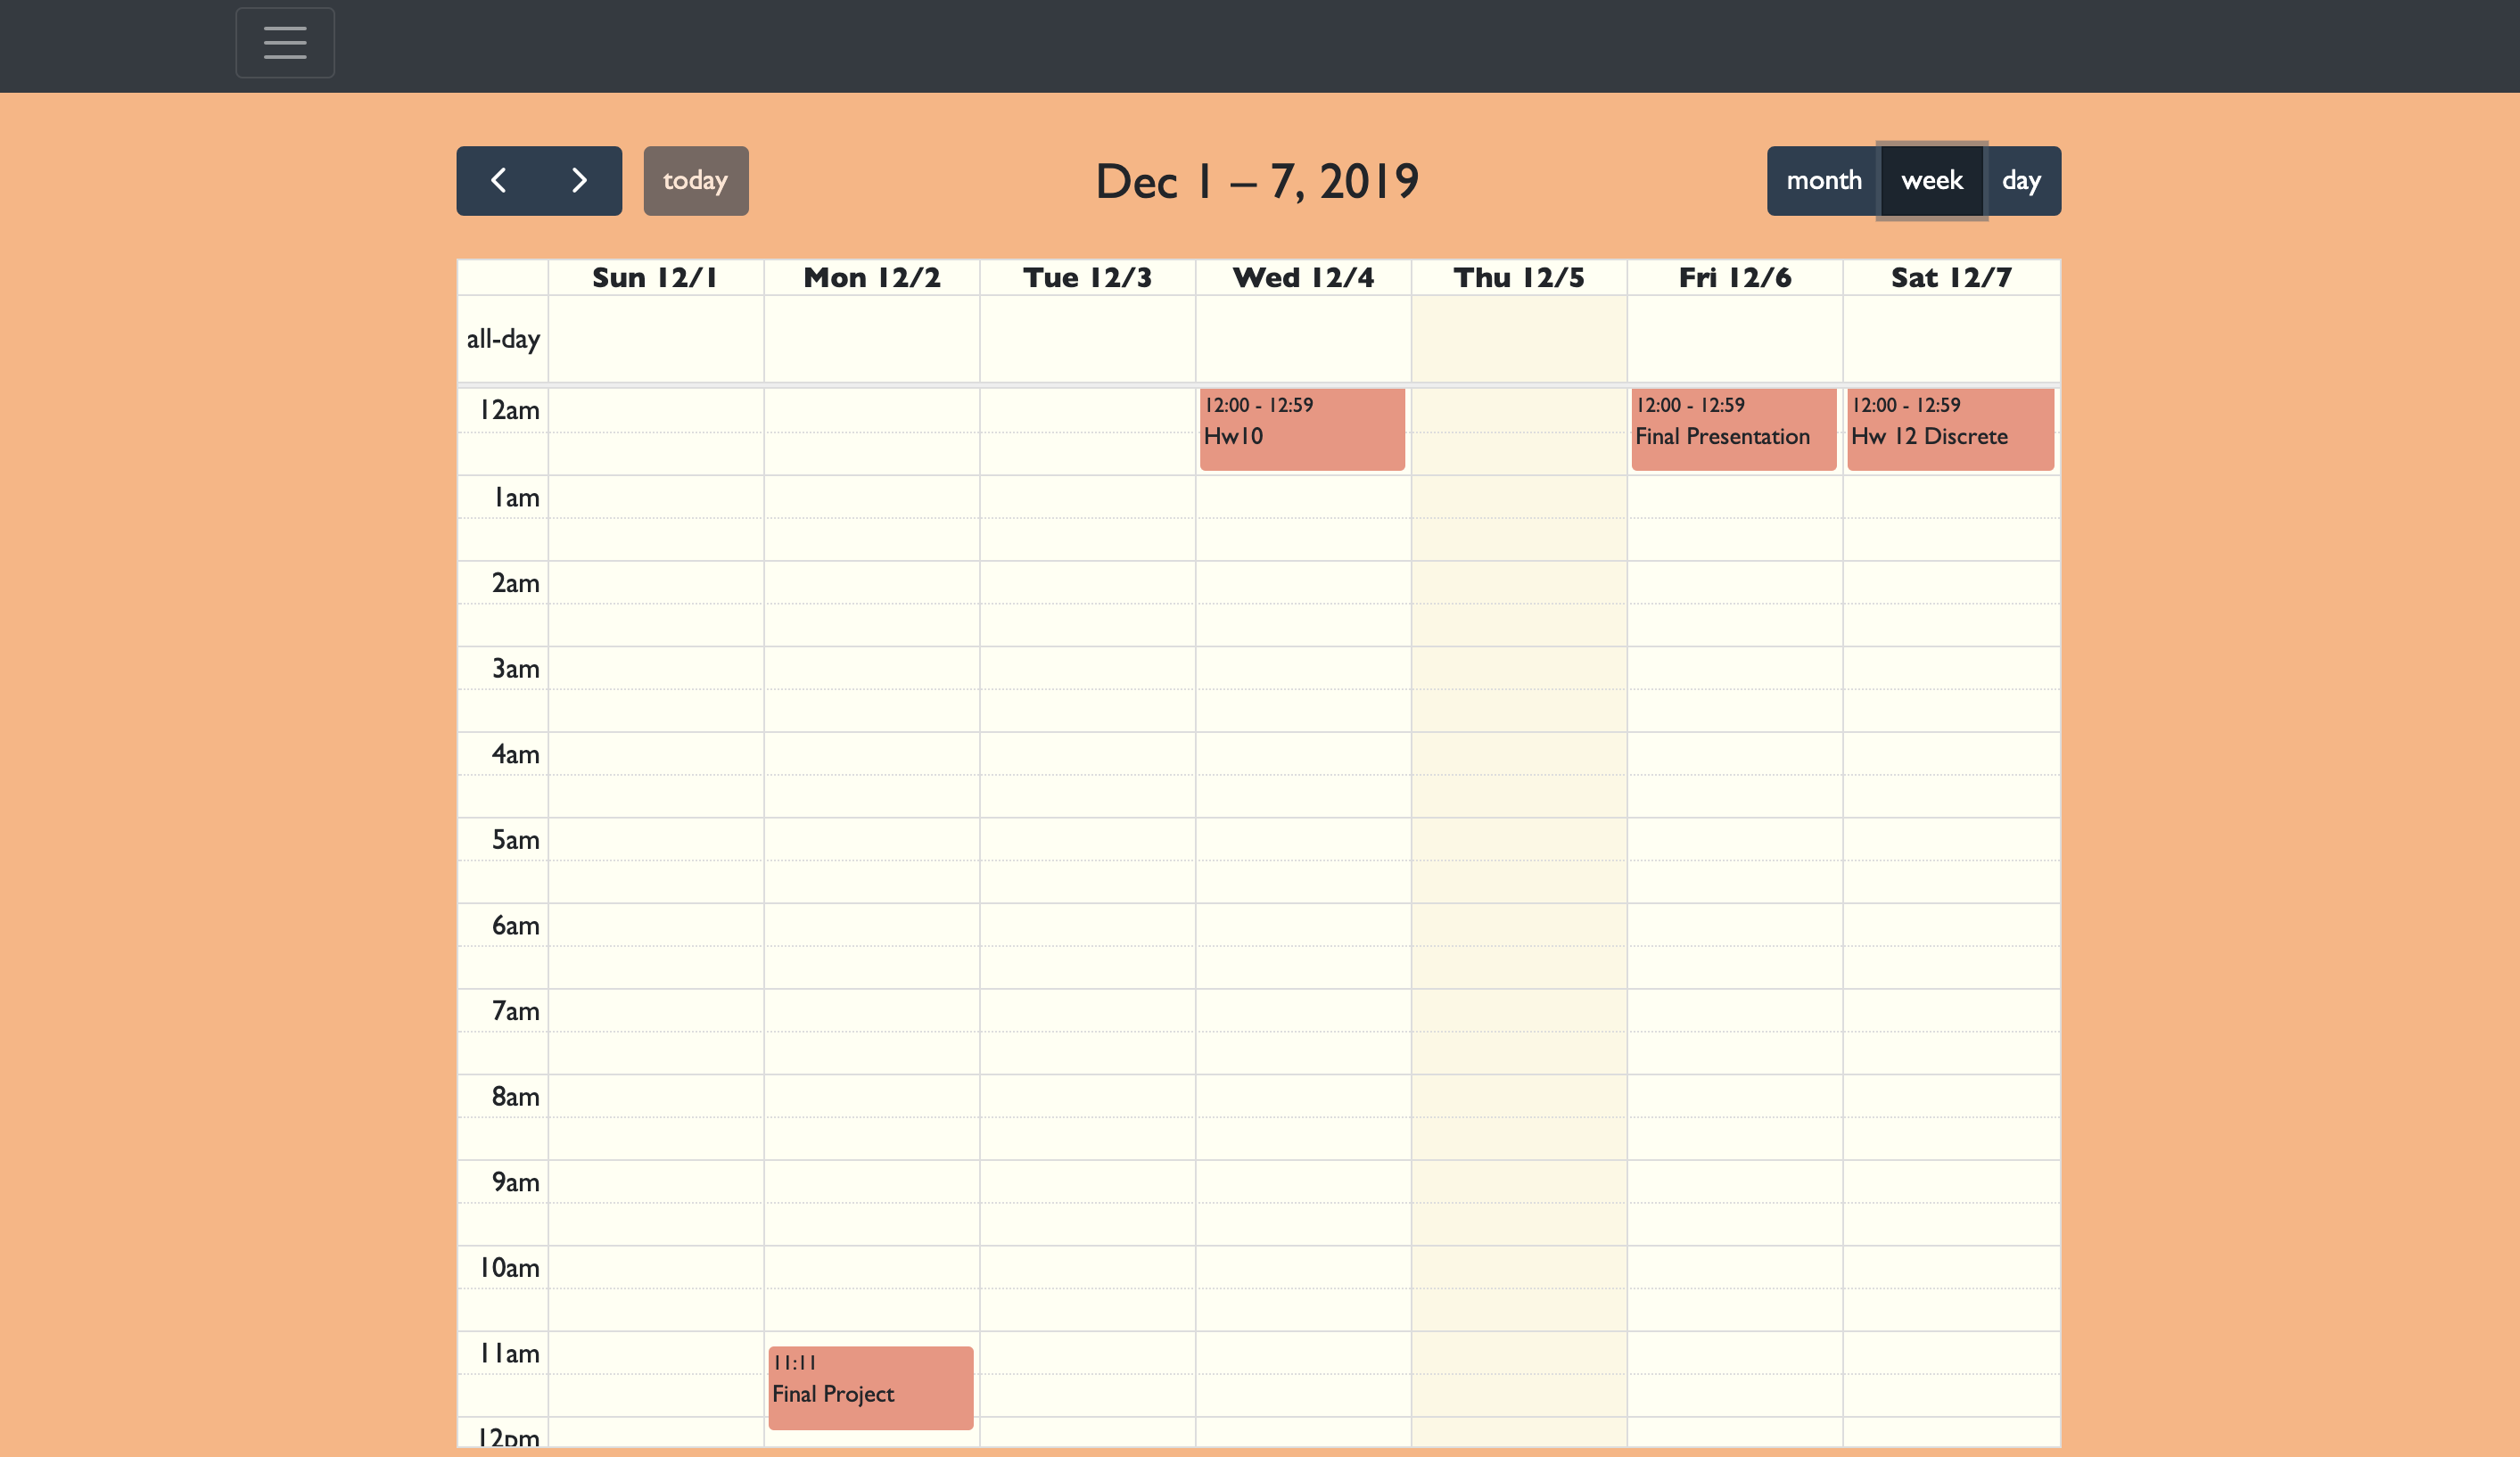 today
Dec 1 – 7, 2019
month week day
Sun 12/1 Mon 12/2 Tue 12/3 Wed 12/4 Thu 12/5 Fri 12/6 Sat 12/7
all-day
12am
12:00 - 12:59
Hw10
12:00 - 12:59
Final Presentation
12:00 - 12:59
Hw 12 Discrete
1am
2am
3am
4am
5am
6am
7am
8am
9am
10am
11am
11:11
Final Project
12pm